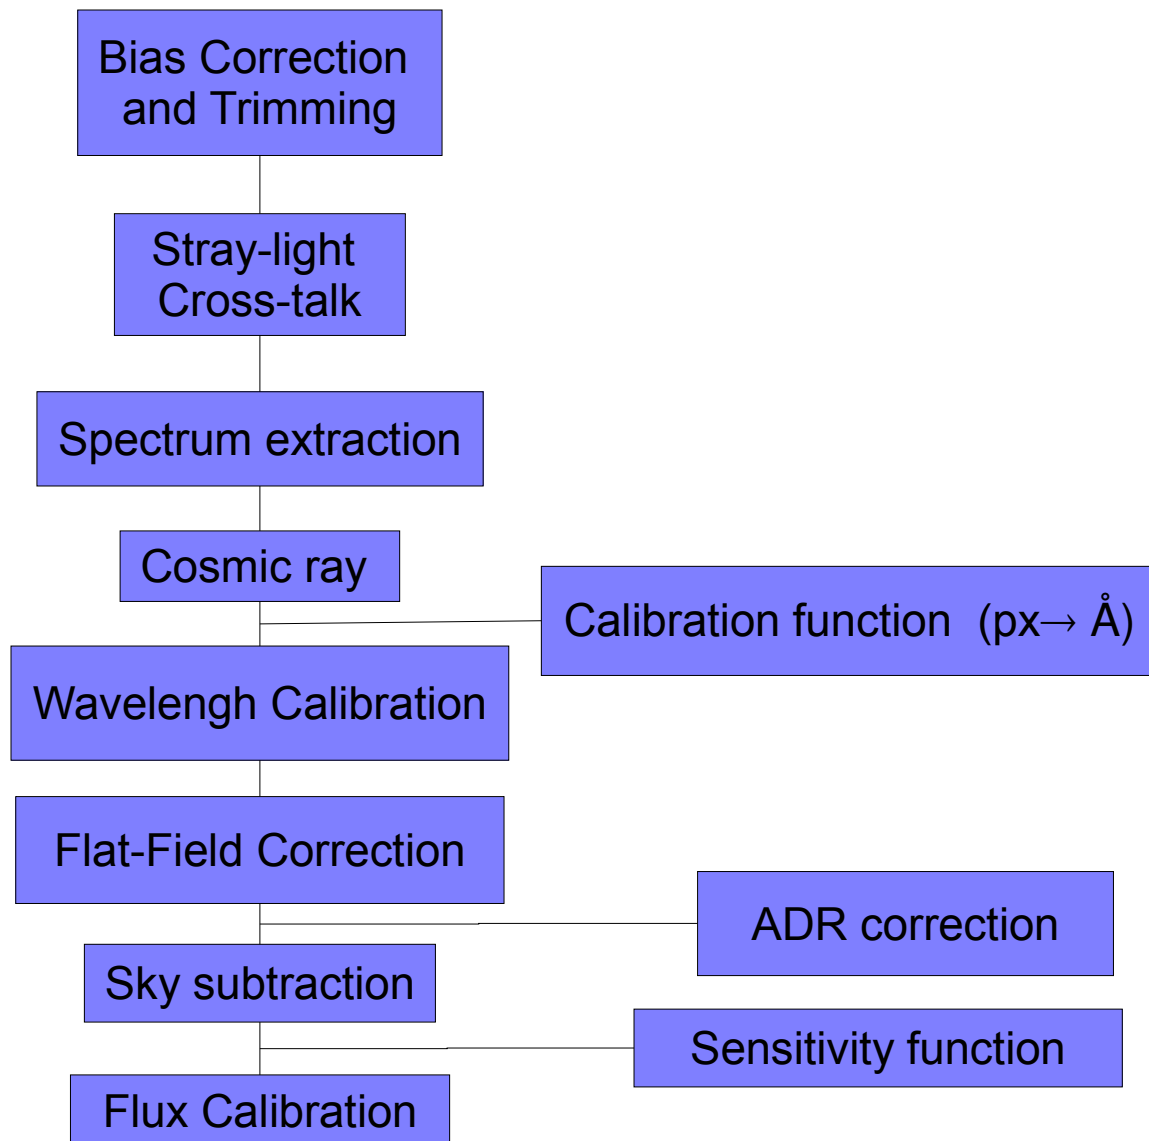 Bias Correction
and Trimming
Stray-light
Cross-talk
Spectrum extraction
Cosmic ray
Calibration function (px→ Å)
Wavelengh Calibration
Flat-Field Correction
ADR correction
Sky subtraction
Sensitivity function
Flux Calibration